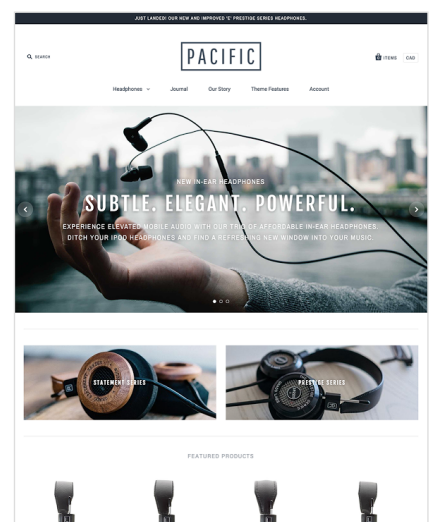 JUST LANDED! OUR NEW AND IMPROVED 'E' PRESTIGE SERIES HEADPHONES.
SEARCH
PACIFIC
ITEMS
CAD
Headphones Journal Our Story Theme Features Account
NEW IN-EAR HEADPHONES
SUBTLE. ELEGANT. POWERFUL.
EXPERIENCE ELEVATED MOBILE AUDIO WITH OUR TRIO OF AFFORDABLE IN-EAR HEADPHONES.
DITCH YOUR IPOD HEADPHONES AND FIND A REFRESHING NEW WINDOW INTO YOUR MUSIC.
STATEMENT SERIES
PRESTIGE SERIES
FEATURED PRODUCTS